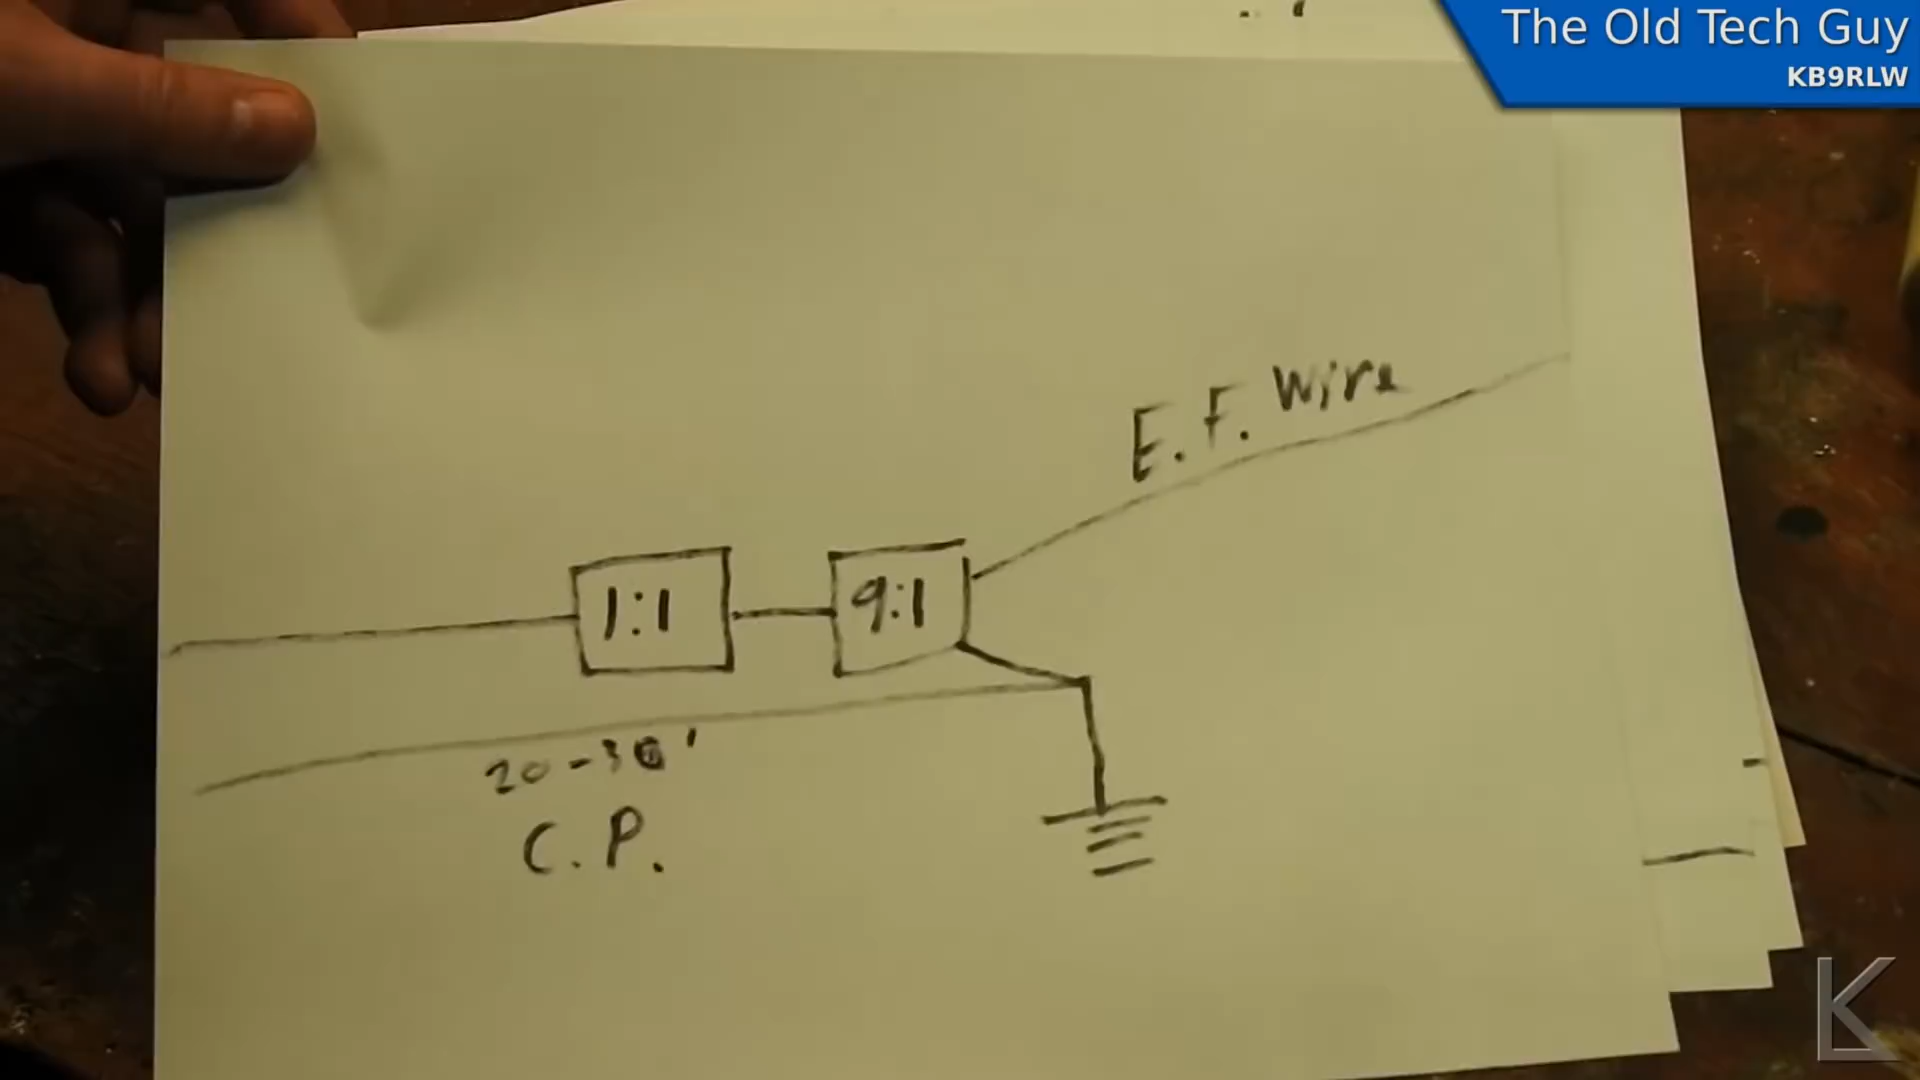 The Old Tech Guy
KB9RLW
E.F. Wire
1:1
9:1
20-30'
C.P.
K